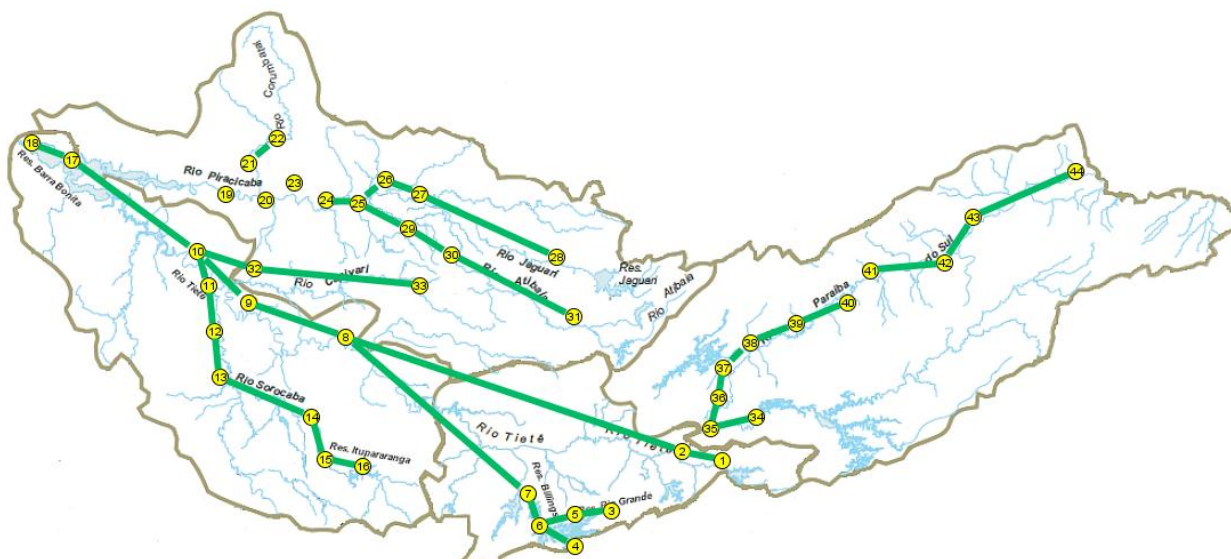 Rio Corumbataí
22
21
18
17
Res. Barra Bonita
Rio Piracicaba
19
20
23
24
25
26
27
28
29
30
31
Rio Jaguari
Res.
Jaguari
Rio Atibaia
Rio Atibaia
10
32
33
Rio
11
Rio Tietê
9
8
12
13
Rio Sorocaba
14
15
16
Res. Itupararanga
Rio Tietê
Rio Tietê
2
1
7
Res. Billings
6
5
3
4
Rio Grande
34
35
36
37
38
39
40
41
42
43
44
Paraíba
do Sul